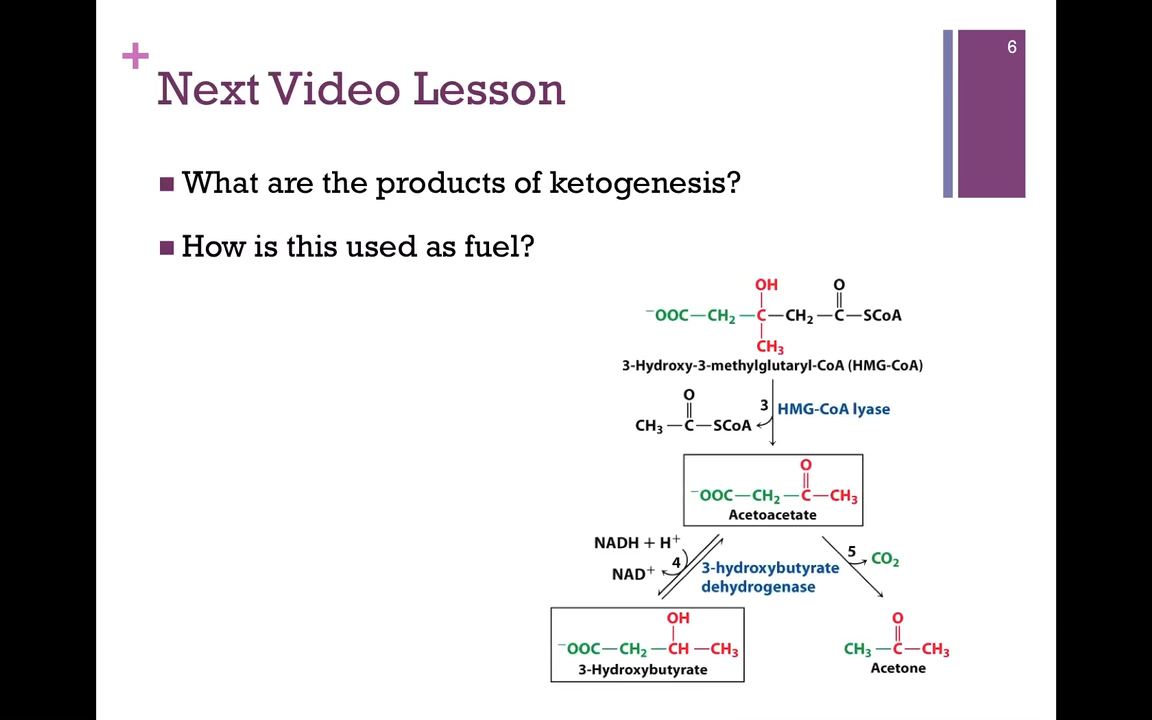 6
+
Next Video Lesson
What are the products of ketogenesis?
How is this used as fuel?
OH O
⁻OOC—CH₂—C—CH₂—C—SCoA
CH₃
3-Hydroxy-3-methylglutaryl-CoA (HMG-CoA)
O
3 HMG-CoA lyase
CH₃—C—SCoA
O
⁻OOC—CH₂—C—CH₃
Acetoacetate
NADH + H⁺
NAD⁺
4
3-hydroxybutyrate
dehydrogenase
5 CO₂
OH
⁻OOC—CH₂—CH—CH₃
3-Hydroxybutyrate
O
CH₃—C—CH₃
Acetone